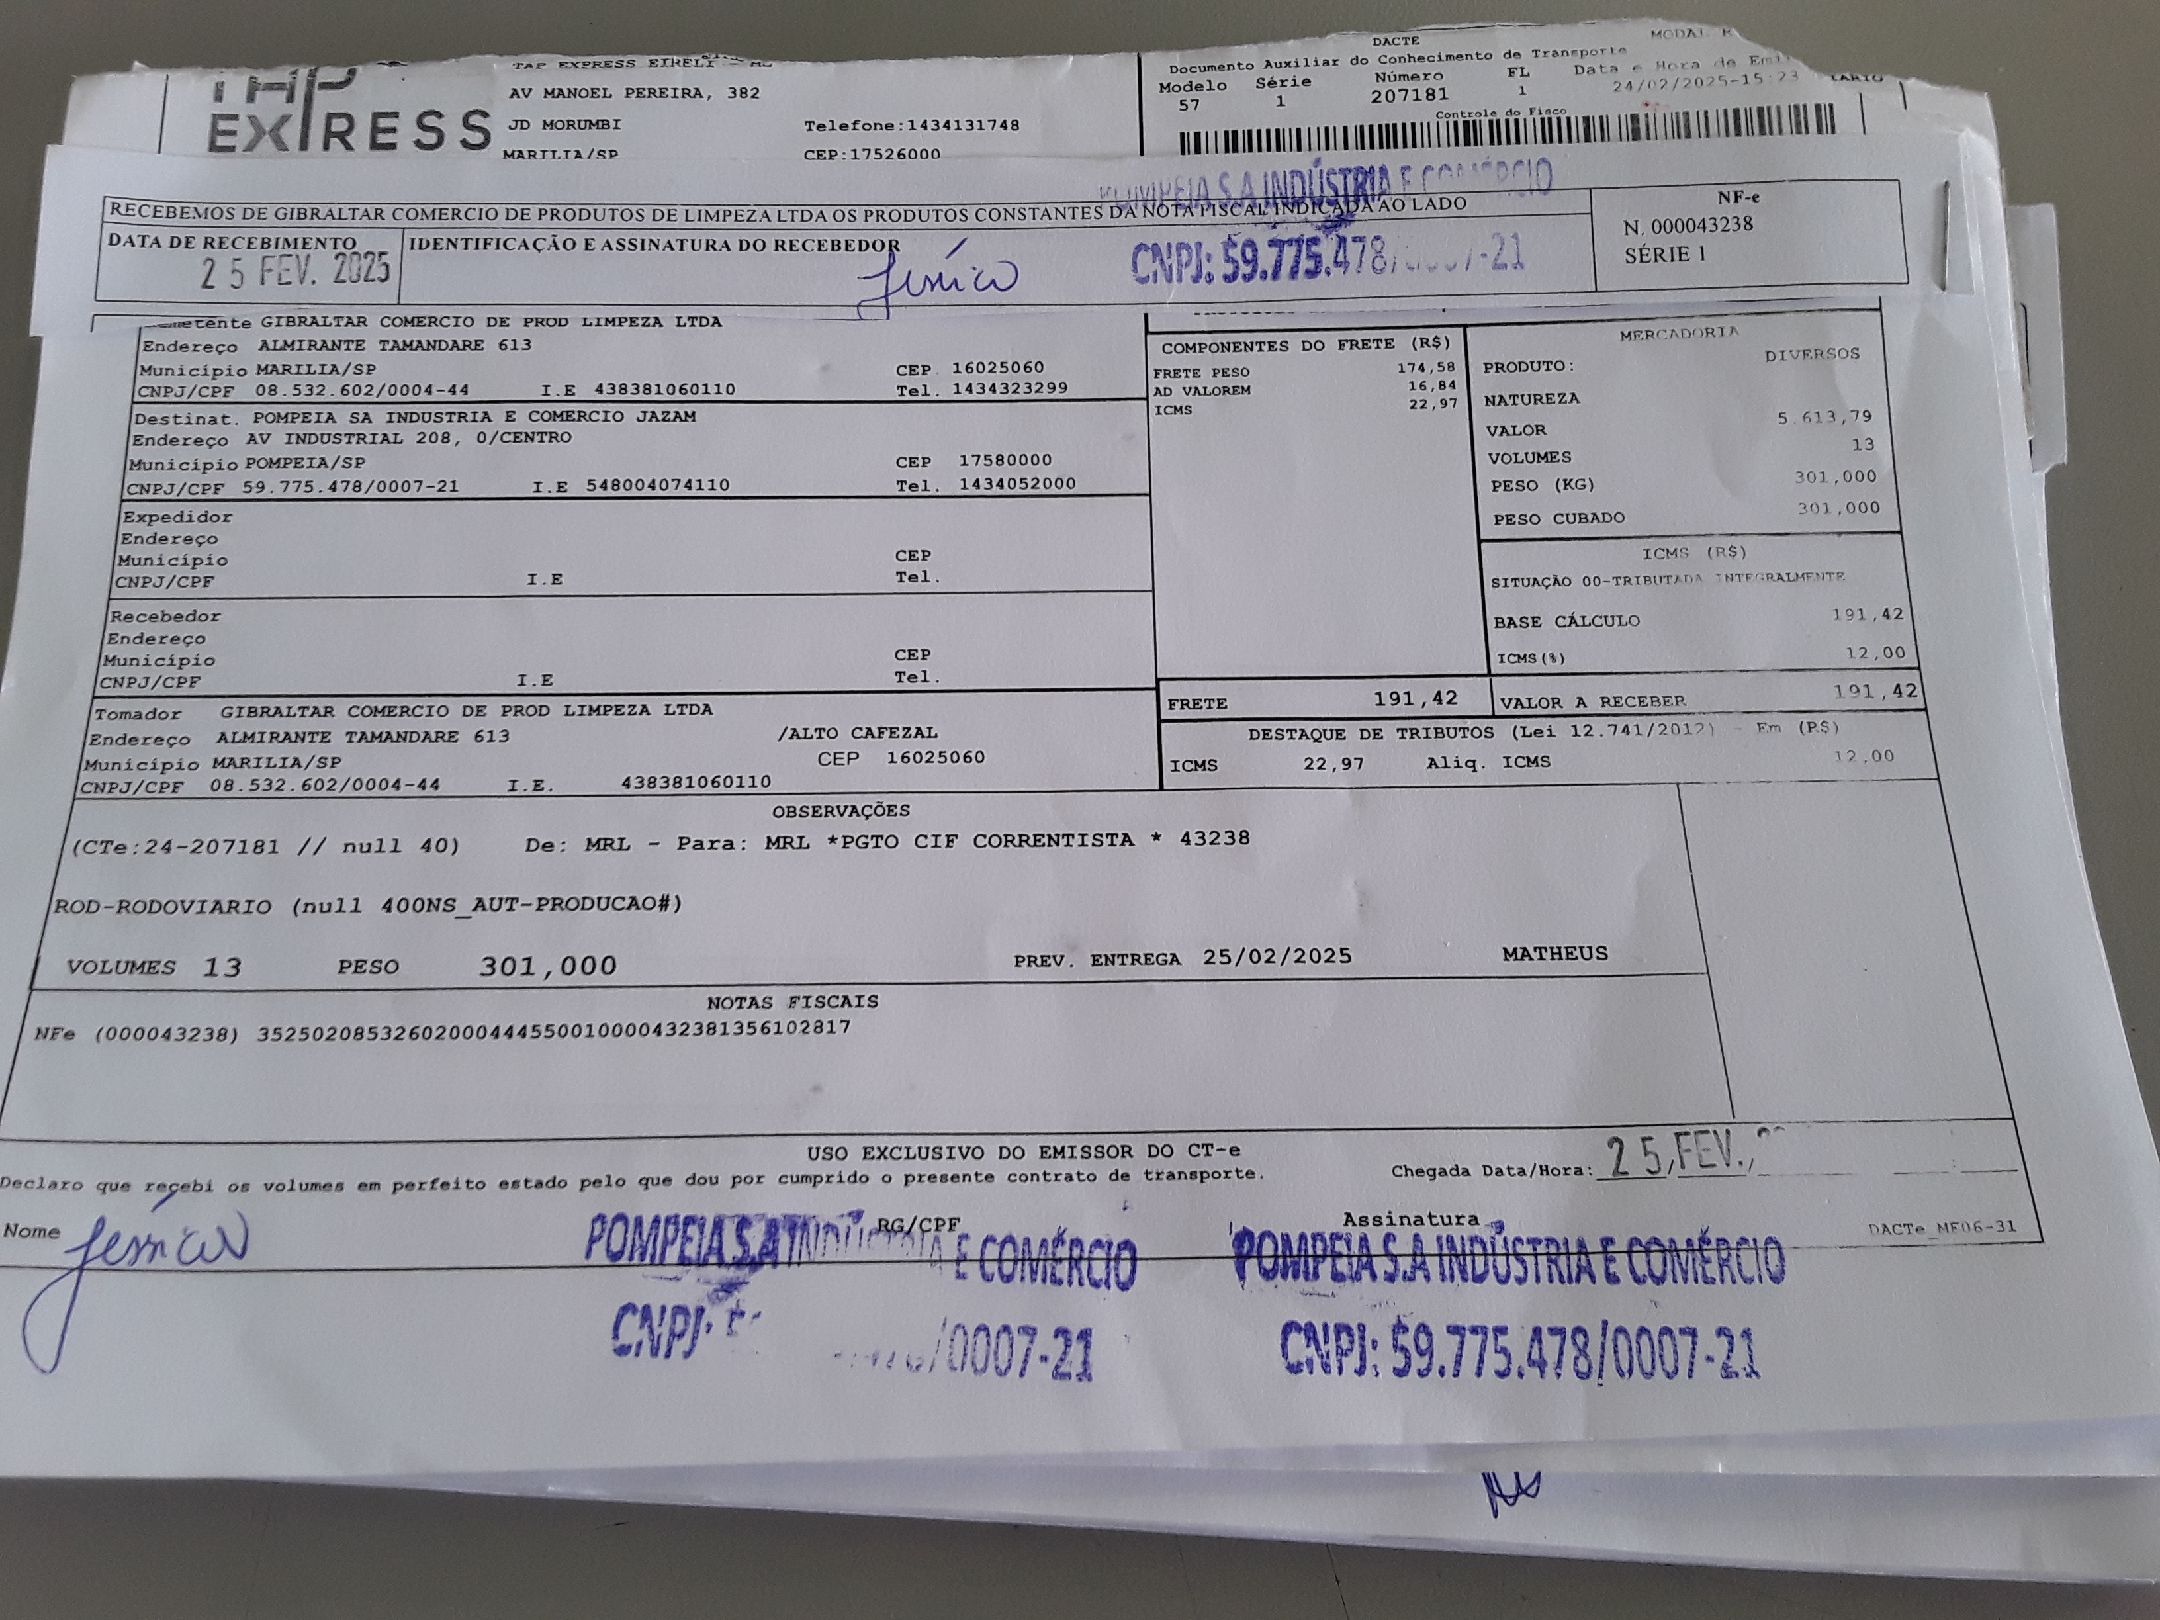 TAP EXPRESS
TAP EXPRESS EIRELI
AV MANOEL PEREIRA, 382
JD MORUMBI Telefone:1434131748
MARILIA/SP CEP:17526000
DACTE MODAL
Documento Auxiliar do Conhecimento de Transporte
Modelo Série Número FL Data e Hora de
57 1 207181 1 24/02/2025-15:23
Controle do Fisco
POMPEIA S.A INDÚSTRIA E COMÉRCIO
RECEBEMOS DE GIBRALTAR COMERCIO DE PRODUTOS DE LIMPEZA LTDA OS PRODUTOS CONSTANTES DA NOTA FISCAL INDICADA AO LADO
NF-e
N. 000043238
SÉRIE 1
DATA DE RECEBIMENTO IDENTIFICAÇÃO E ASSINATURA DO RECEBEDOR
25 FEV. 2025 Jessica CNPJ: 59.775.478/0007-21
GIBRALTAR COMERCIO DE PROD LIMPEZA LTDA
Endereço ALMIRANTE TAMANDARE 613
Município MARILIA/SP CEP 16025060
CNPJ/CPF 08.532.602/0004-44 I.E 438381060110 Tel. 1434323299
Destinat. POMPEIA SA INDUSTRIA E COMERCIO JAZAM
Endereço AV INDUSTRIAL 208, 0/CENTRO
Município POMPEIA/SP CEP 17580000
CNPJ/CPF 59.775.478/0007-21 I.E 548004074110 Tel. 1434052000
Expedidor
Endereço
Município CEP
CNPJ/CPF I.E Tel.
Recebedor
Endereço
Município CEP
CNPJ/CPF I.E Tel.
Tomador GIBRALTAR COMERCIO DE PROD LIMPEZA LTDA
Endereço ALMIRANTE TAMANDARE 613 /ALTO CAFEZAL
Município MARILIA/SP CEP 16025060
CNPJ/CPF 08.532.602/0004-44 I.E. 438381060110
COMPONENTES DO FRETE (R$)
FRETE PESO 174,58
AD VALOREM 16,84
ICMS 22,97
MERCADORIA
PRODUTO: DIVERSOS
NATUREZA
VALOR 5.613,79
VOLUMES 13
PESO (KG) 301,000
PESO CUBADO 301,000
ICMS (R$)
SITUAÇÃO 00-TRIBUTADA INTEGRALMENTE
BASE CÁLCULO 191,42
ICMS(%) 12,00
FRETE 191,42 VALOR A RECEBER 191,42
DESTAQUE DE TRIBUTOS (Lei 12.741/2012) - Em (R$)
ICMS 22,97 Aliq. ICMS 12,00
OBSERVAÇÕES
(CTe:24-207181 // null 40) De: MRL - Para: MRL *PGTO CIF CORRENTISTA * 43238
ROD-RODOVIARIO (null 400NS_AUT-PRODUCAO#)
VOLUMES 13 PESO 301,000 PREV. ENTREGA 25/02/2025 MATHEUS
NOTAS FISCAIS
NFe (000043238) 35250208532602000444550010000432381356102817
USO EXCLUSIVO DO EMISSOR DO CT-e
Declaro que recebi os volumes em perfeito estado pelo que dou por cumprido o presente contrato de transporte.
Chegada Data/Hora: 25 FEV.
Nome Jessica RG/CPF Assinatura DACTe_MF06-31
POMPEIA S.A INDÚSTRIA E COMÉRCIO POMPEIA S.A INDÚSTRIA E COMÉRCIO
CNPJ: /0007-21 CNPJ: 59.775.478/0007-21